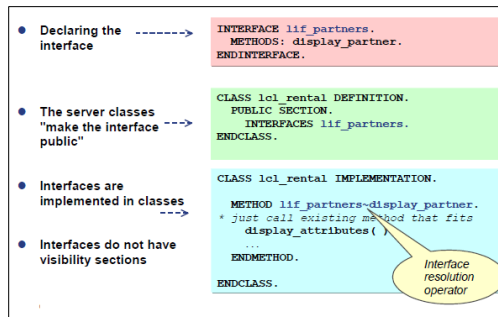 Declaring the
interface
INTERFACE lif_partners.
METHODS: display_partner.
ENDINTERFACE.
The server classes
"make the interface
public"
CLASS lcl_rental DEFINITION.
PUBLIC SECTION.
INTERFACES lif_partners.
ENDCLASS.
Interfaces are
implemented in classes
Interfaces do not have
visibility sections
CLASS lcl_rental IMPLEMENTATION.
METHOD lif_partners~display_partner.
* just call existing method that fits
display_attributes( )
...
ENDMETHOD.
ENDCLASS.
Interface
resolution
operator